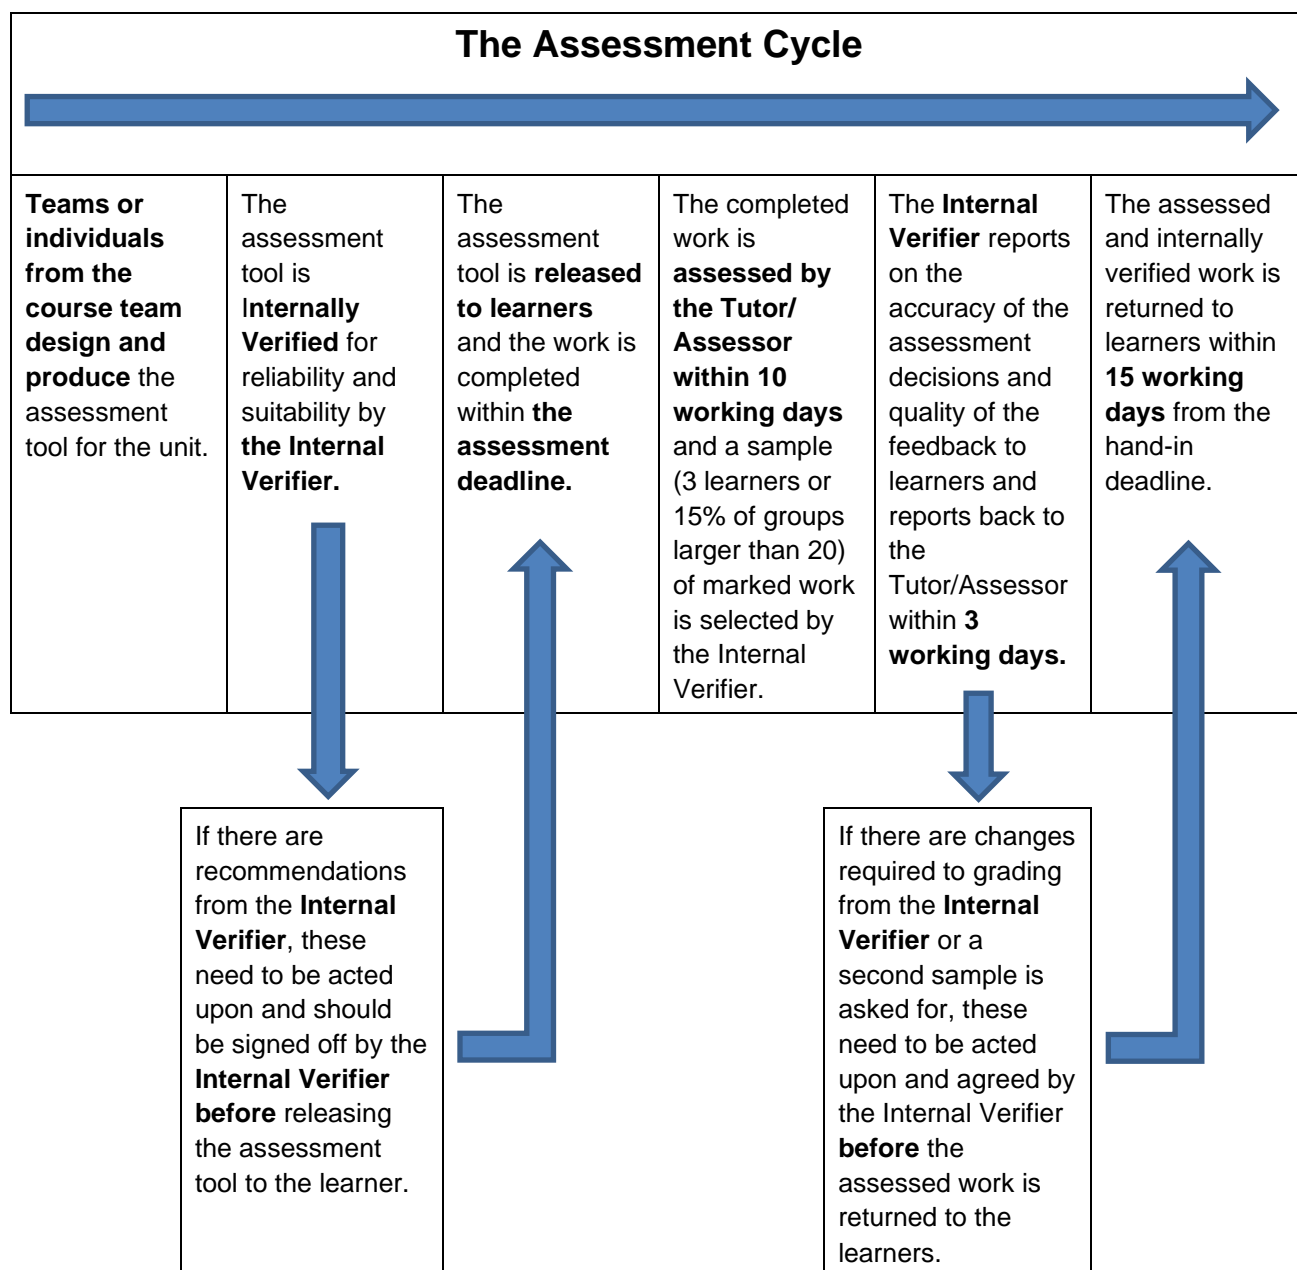 The Assessment Cycle
Teams or
individuals
from the
course team
design and
produce the
assessment
tool for the unit.
The
assessment
tool is
Internally
Verified for
reliability and
suitability by
the Internal
Verifier.
The
assessment
tool is released
to learners
and the work is
completed
within the
assessment
deadline.
The completed
work is
assessed by
the Tutor/
Assessor
within 10
working days
and a sample
(3 learners or
15% of groups
larger than 20)
of marked work
is selected by
the Internal
Verifier.
The Internal
Verifier reports
on the
accuracy of the
assessment
decisions and
quality of the
feedback to
learners and
reports back to
the
Tutor/Assessor
within 3
working days.
The assessed
and internally
verified work is
returned to
learners within
15 working
days from the
hand-in
deadline.
If there are
recommendations
from the Internal
Verifier, these
need to be acted
upon and should
be signed off by the
Internal Verifier
before releasing
the assessment
tool to the learner.
If there are changes
required to grading
from the Internal
Verifier or a
second sample is
asked for, these
need to be acted
upon and agreed by
the Internal Verifier
before the
assessed work is
returned to the
learners.